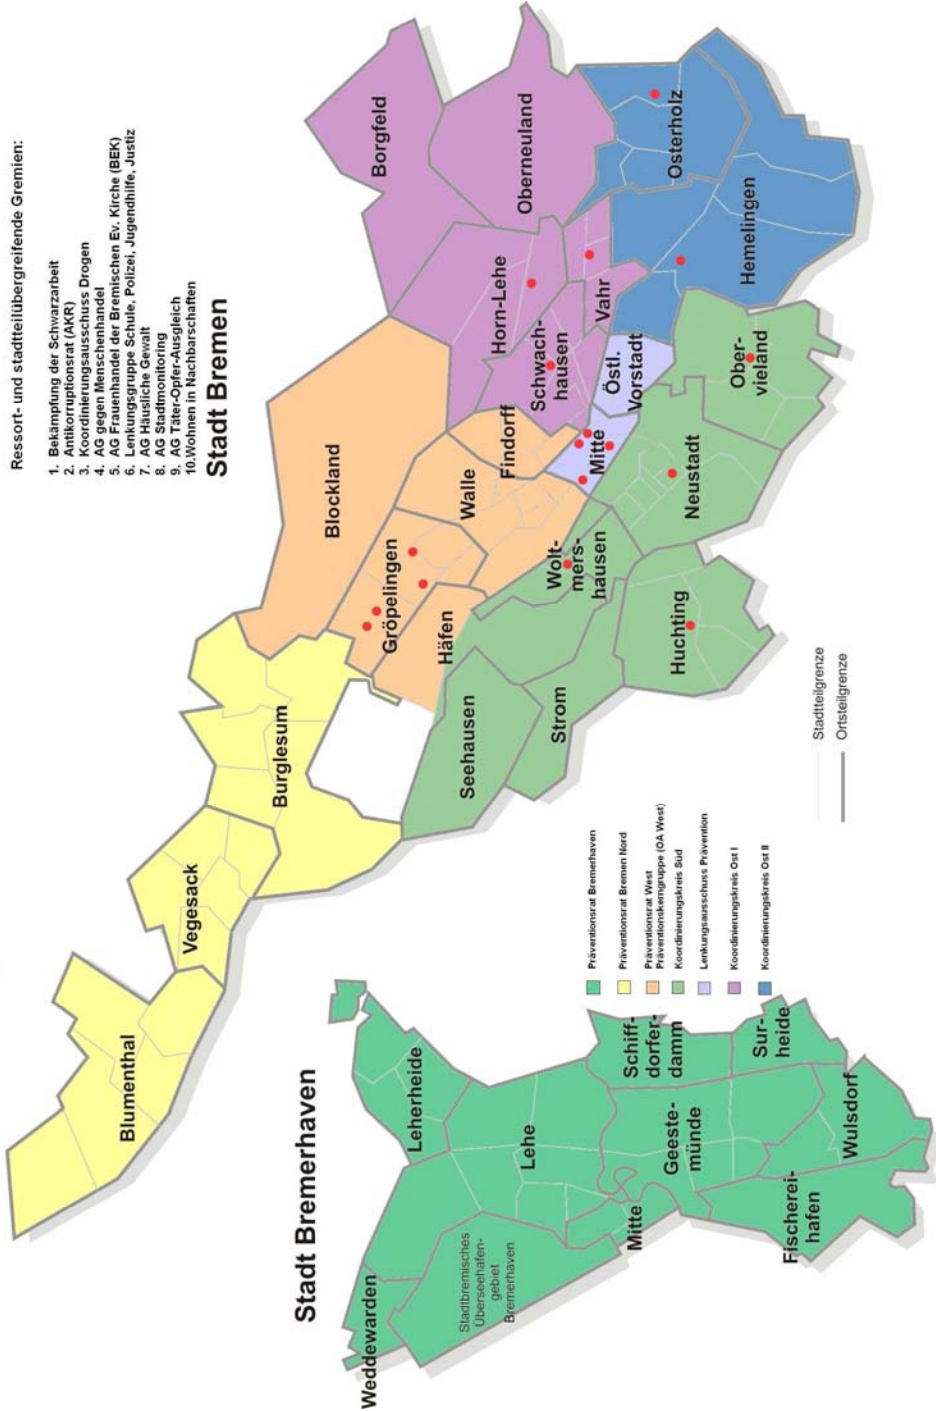 Ressort- und stadtteilübergreifende Gremien:
1. Bekämpfung der Schwarzarbeit
2. Antikorruptionsrat (AKR)
3. Koordinierungsausschuss Drogen
4. AG gegen Menschenhandel
5. AG Frauenhandel der Bremischen Ev. Kirche (BEK)
6. Lenkungsgruppe Schule, Polizei, Jugendhilfe, Justiz
7. AG Häusliche Gewalt
8. AG Stadtmonitoring
9. AG Täter-Opfer-Ausgleich
10.Wohnen in Nachbarschaften
Stadt Bremen
Blumenthal
Vegesack
Burglesum
Blockland
Borgfeld
Gröpelingen
Walle
Findorff
Horn-Lehe
Oberneuland
Häfen
Schwach-
hausen
Vahr
Osterholz
Seehausen
Strom
Wolt-
mers-
hausen
Mitte
Östl.
Vorstadt
Hemelingen
Huchting
Neustadt
Ober-
vieland
Stadt Bremerhaven
Weddewarden
Leherheide
Stadtbremisches
Überseehafen-
gebiet
Bremerhaven
Lehe
Mitte
Geeste-
münde
Schiff-
dorfer-
damm
Sur-
heide
Fischerei-
hafen
Wulsdorf
Präventionsrat Bremerhaven
Präventionsrat Bremen Nord
Präventionsrat West
Präventionskerngruppe (OA West)
Koordinierungskreis Süd
Lenkungsausschuss Prävention
Koordinierungskreis Ost I
Koordinierungskreis Ost II
Stadtteilgrenze
Ortsteilgrenze